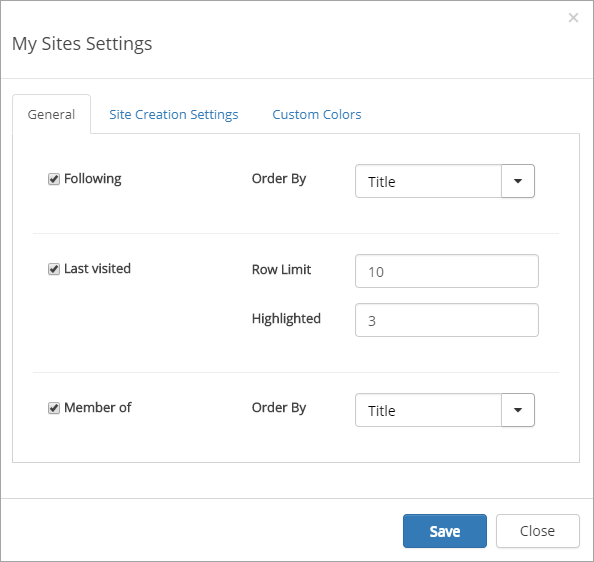 ×
My Sites Settings
General Site Creation Settings Custom Colors
Following Order By Title
Last visited Row Limit 10
Highlighted 3
Member of Order By Title
Save Close